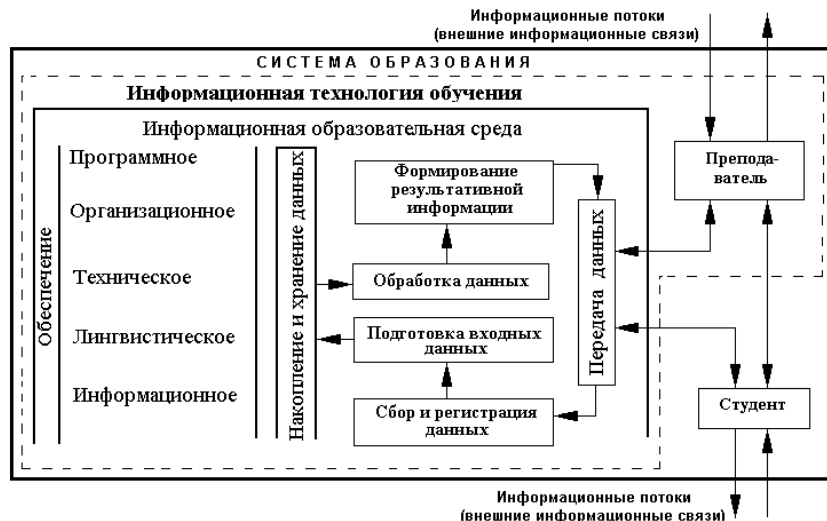 Информационные потоки
(внешние информационные связи)
СИСТЕМА ОБРАЗОВАНИЯ
Информационная технология обучения
Информационная образовательная среда
Обеспечение
Программное
Организационное
Техническое
Лингвистическое
Информационное
Накопление и хранение данных
Формирование
результативной
информации
Обработка данных
Подготовка входных
данных
Сбор и регистрация
данных
Передача данных
Препода-
ватель
Студент
Информационные потоки
(внешние информационные связи)